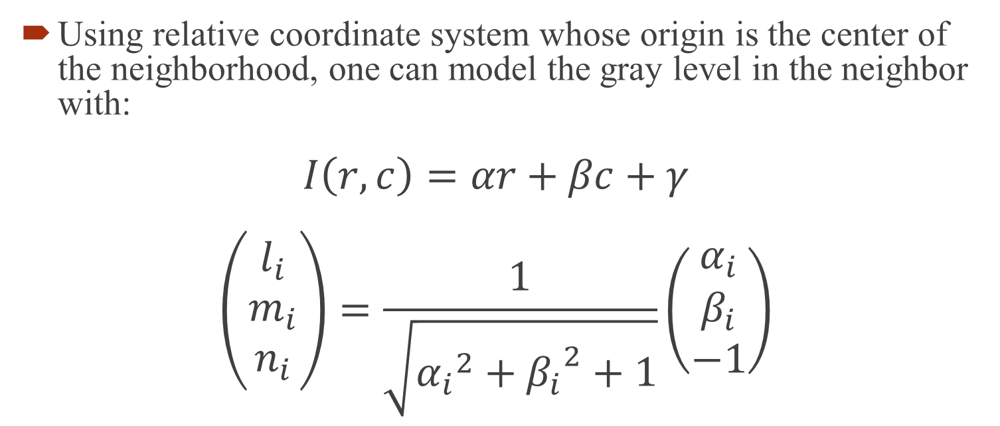 Using relative coordinate system whose origin is the center of
the neighborhood, one can model the gray level in the neighbor
with:
I(r, c) = αr + βc + γ
(l_i m_i n_i) = 1 / √(α_i² + β_i² + 1) (α_i β_i −1)